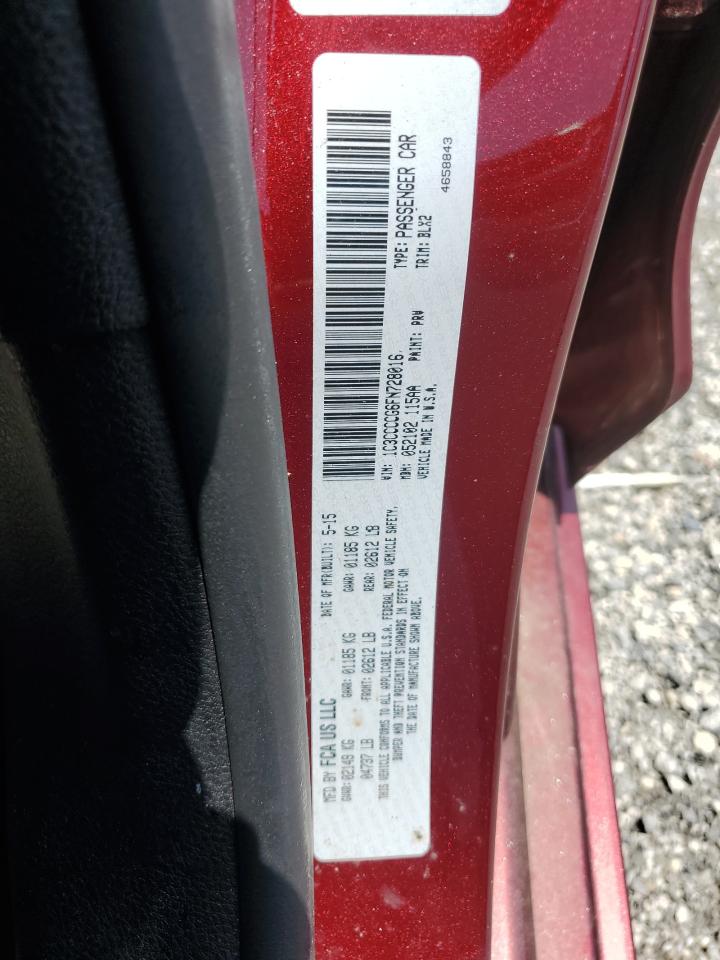 MFD BY FCA US LLC DATE OF MFR(BUILT): 5-15
GVWR: 02149 KG GAWR: 01185 KG GAWR: 01185 KG
04737 LB FRONT: 02612 LB REAR: 02612 LB
THIS VEHICLE CONFORMS TO ALL APPLICABLE U.S.A. FEDERAL MOTOR VEHICLE SAFETY,
BUMPER AND THEFT PREVENTION STANDARDS IN EFFECT ON
THE DATE OF MANUFACTURE SHOWN ABOVE.
VIN: 1C3CCCCG6FN728016
TYPE: PASSENGER CAR
MDH: 052102 115AA PAINT: PRV TRIM: BLX2
VEHICLE MADE IN U.S.A.
4658843